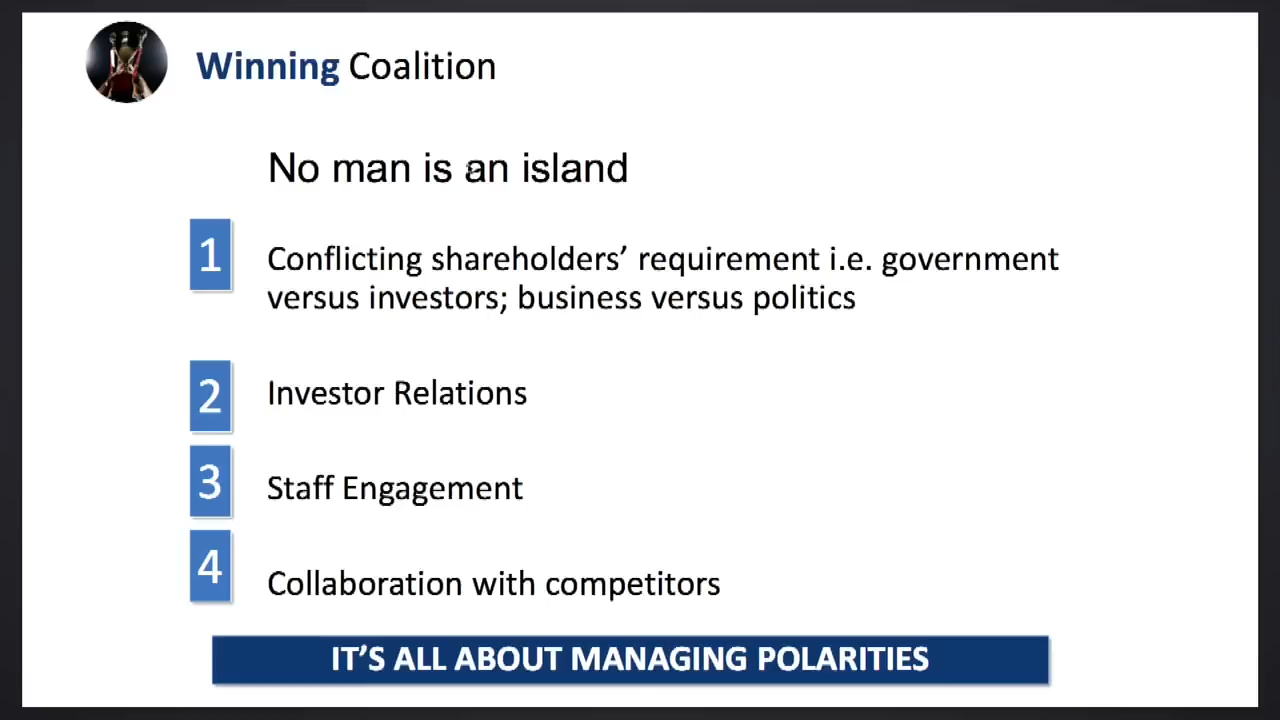 Winning Coalition
No man is an island
1
Conflicting shareholders’ requirement i.e. government
versus investors; business versus politics
2
Investor Relations
3
Staff Engagement
4
Collaboration with competitors
IT’S ALL ABOUT MANAGING POLARITIES